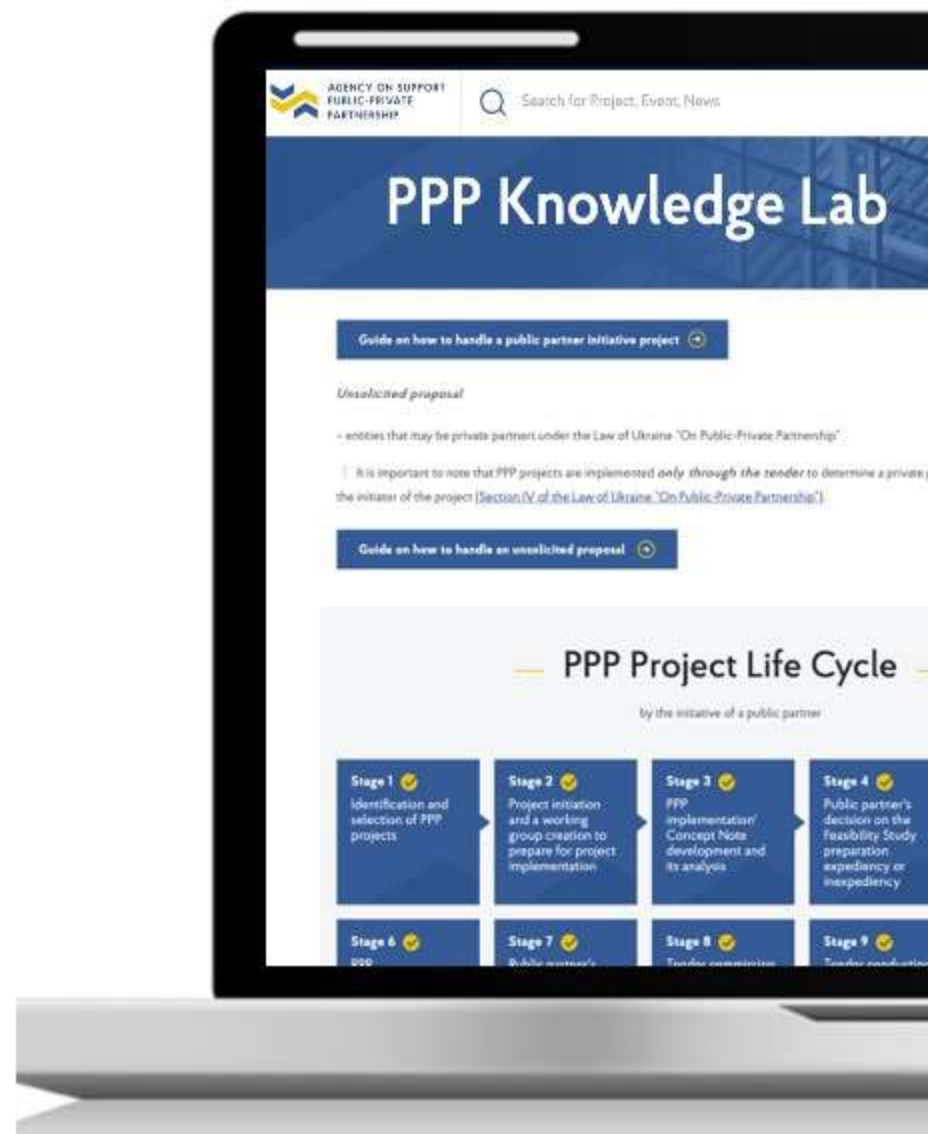 AGENCY ON SUPPORT
PUBLIC-PRIVATE
PARTNERSHIP
Search for Project, Event, News
PPP Knowledge Lab
Guide on how to handle a public partner initiative project
Unsolicited proposal
– entities that may be private partners under the Law of Ukraine "On Public-Private Partnership"
It is important to note that PPP projects are implemented only through the tender to determine a private
the initiator of the project (Section IV of the Law of Ukraine "On Public-Private Partnership")
Guide on how to handle an unsolicited proposal
PPP Project Life Cycle
by the initiative of a public partner
Stage 1
Identification and
selection of PPP
projects
Stage 2
Project initiation
and a working
group creation to
prepare for project
implementation
Stage 3
PPP
implementation/
Concept Note
development and
its analysis
Stage 4
Public partner's
decision on the
Feasibility Study
preparation
expediency or
inexpediency
Stage 6
PPP
Stage 7
Public partner's
Stage 8
Tender commission
Stage 9
Tender conducting